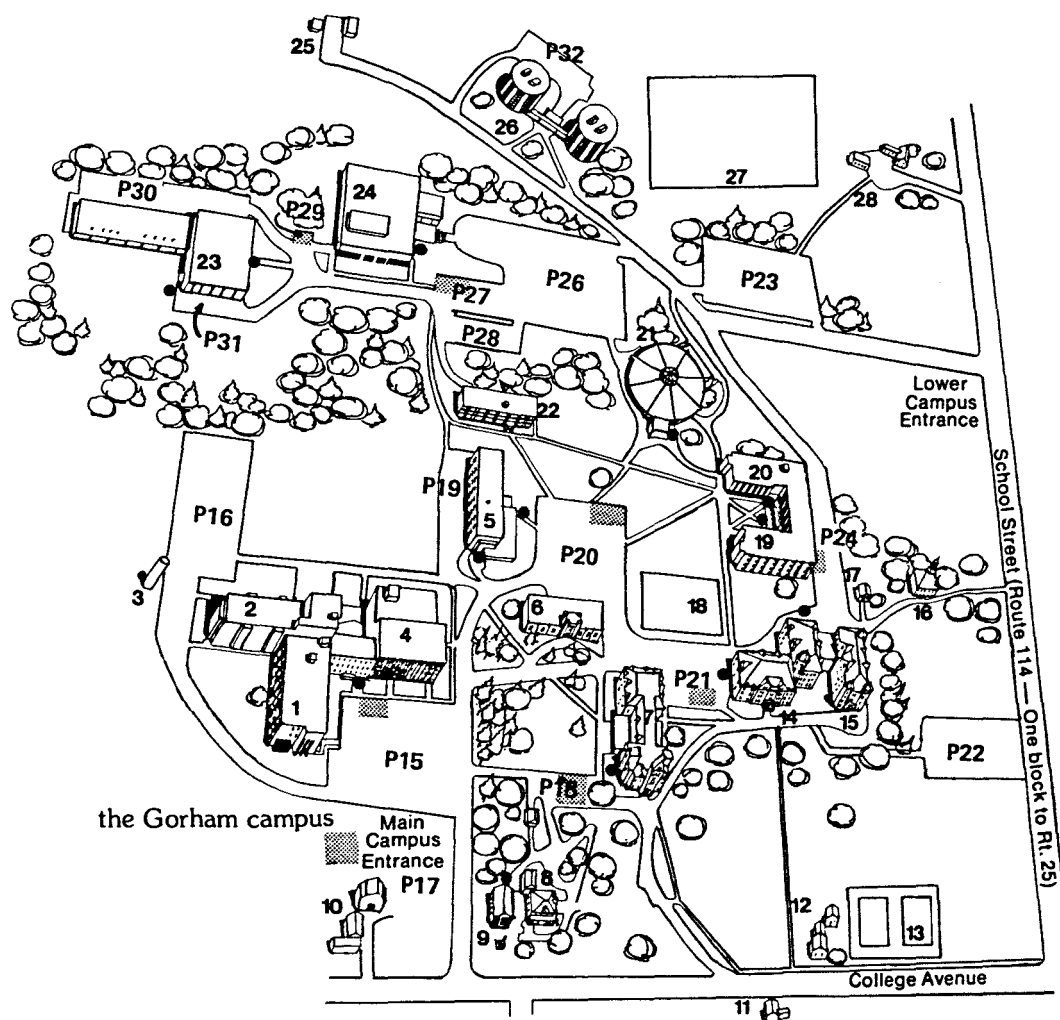 25
P32
26
27
28
P30
P29
24
23
P31
P27
P26
P28
P23
21
22
Lower
Campus
Entrance
P19
5
20
19
P24
P16
P20
17
16
3
2
4
6
18
1
P21
14
15
P15
P22
P18
the Gorham campus
Main
Campus
Entrance
P17
10
8
9
12
13
College Avenue
11
School Street (Route 114 — One block to Rt. 25)